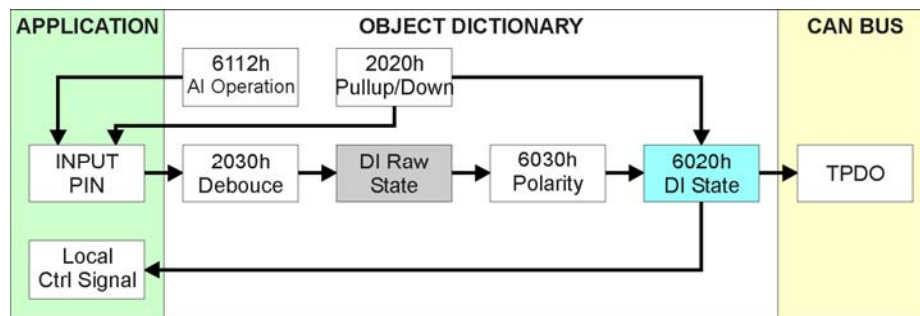 APPLICATION
OBJECT DICTIONARY
CAN BUS
6112h
AI Operation
2020h
Pullup/Down
INPUT
PIN
2030h
Debouce
DI Raw
State
6030h
Polarity
6020h
DI State
TPDO
Local
Ctrl Signal